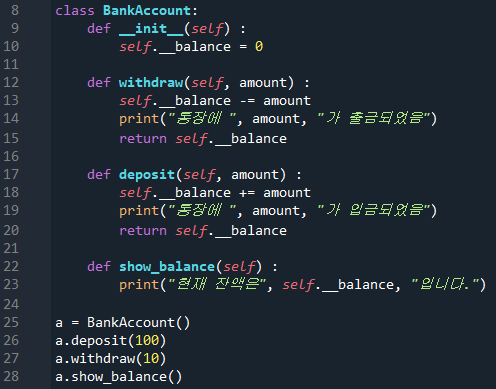 8 class BankAccount:
9 def __init__(self) :
10 self.__balance = 0
11
12 def withdraw(self, amount) :
13 self.__balance -= amount
14 print("통장에 ", amount, "가 출금되었음")
15 return self.__balance
16
17 def deposit(self, amount) :
18 self.__balance += amount
19 print("통장에 ", amount, "가 입금되었음")
20 return self.__balance
21
22 def show_balance(self) :
23 print("현재 잔액은", self.__balance, "입니다.")
24
25 a = BankAccount()
26 a.deposit(100)
27 a.withdraw(10)
28 a.show_balance()